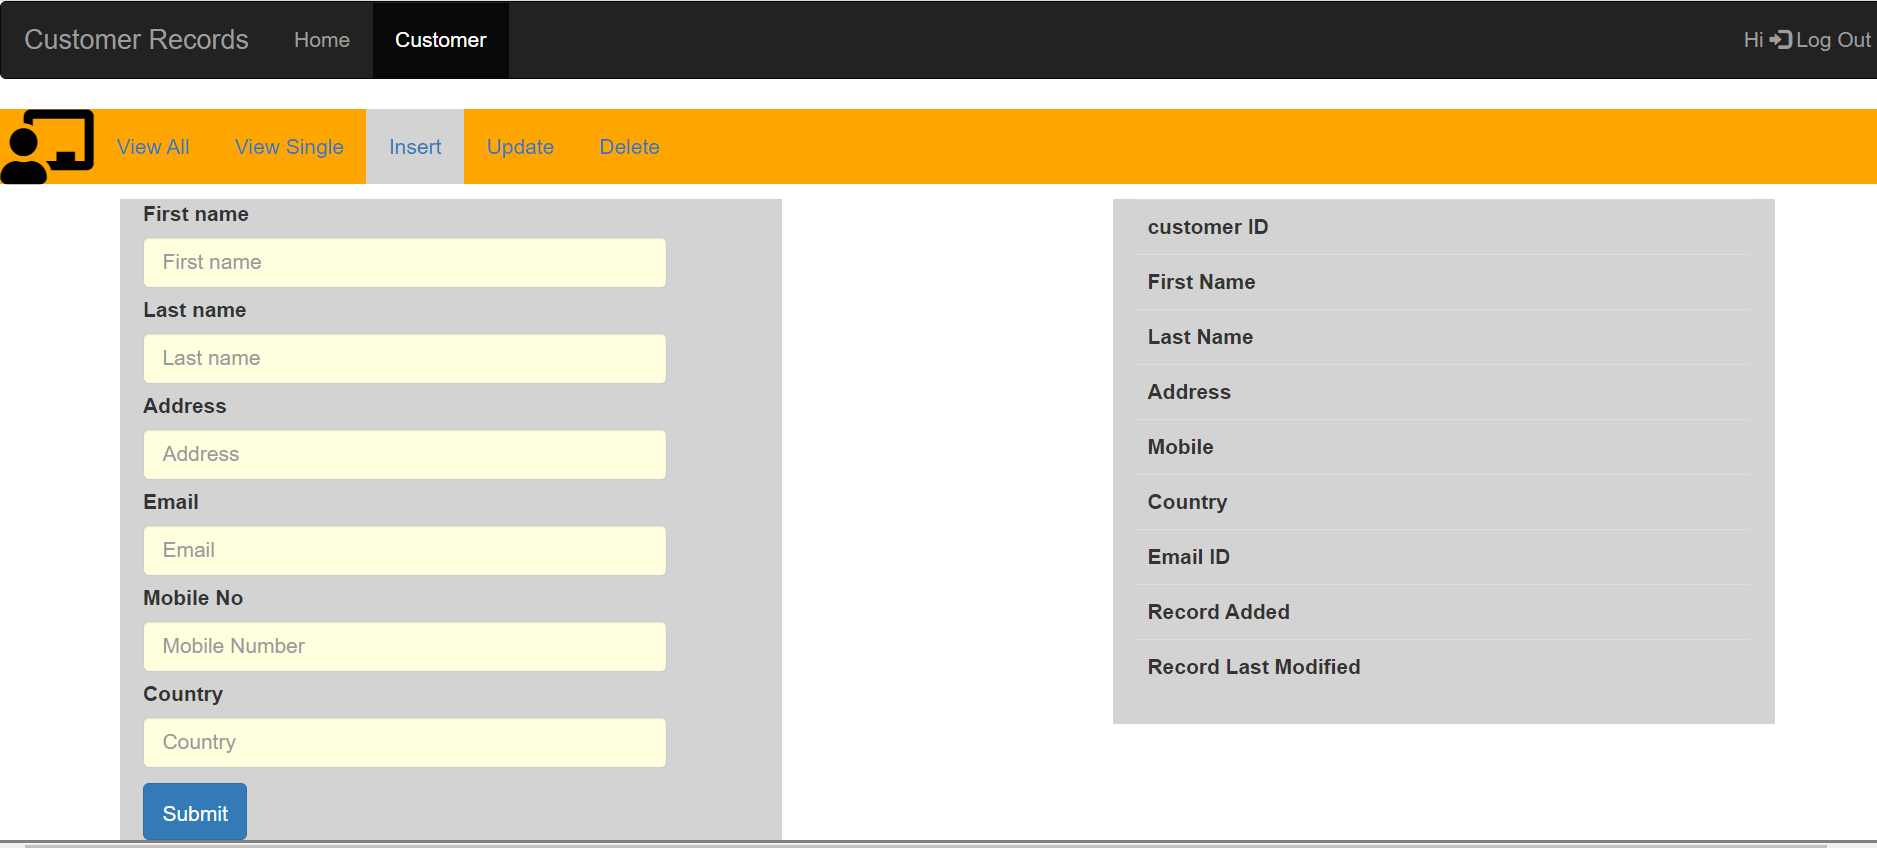 Customer Records Home Customer Hi Log Out
View All View Single Insert Update Delete
First name
First name
Last name
Last name
Address
Address
Email
Email
Mobile No
Mobile Number
Country
Country
Submit
customer ID
First Name
Last Name
Address
Mobile
Country
Email ID
Record Added
Record Last Modified